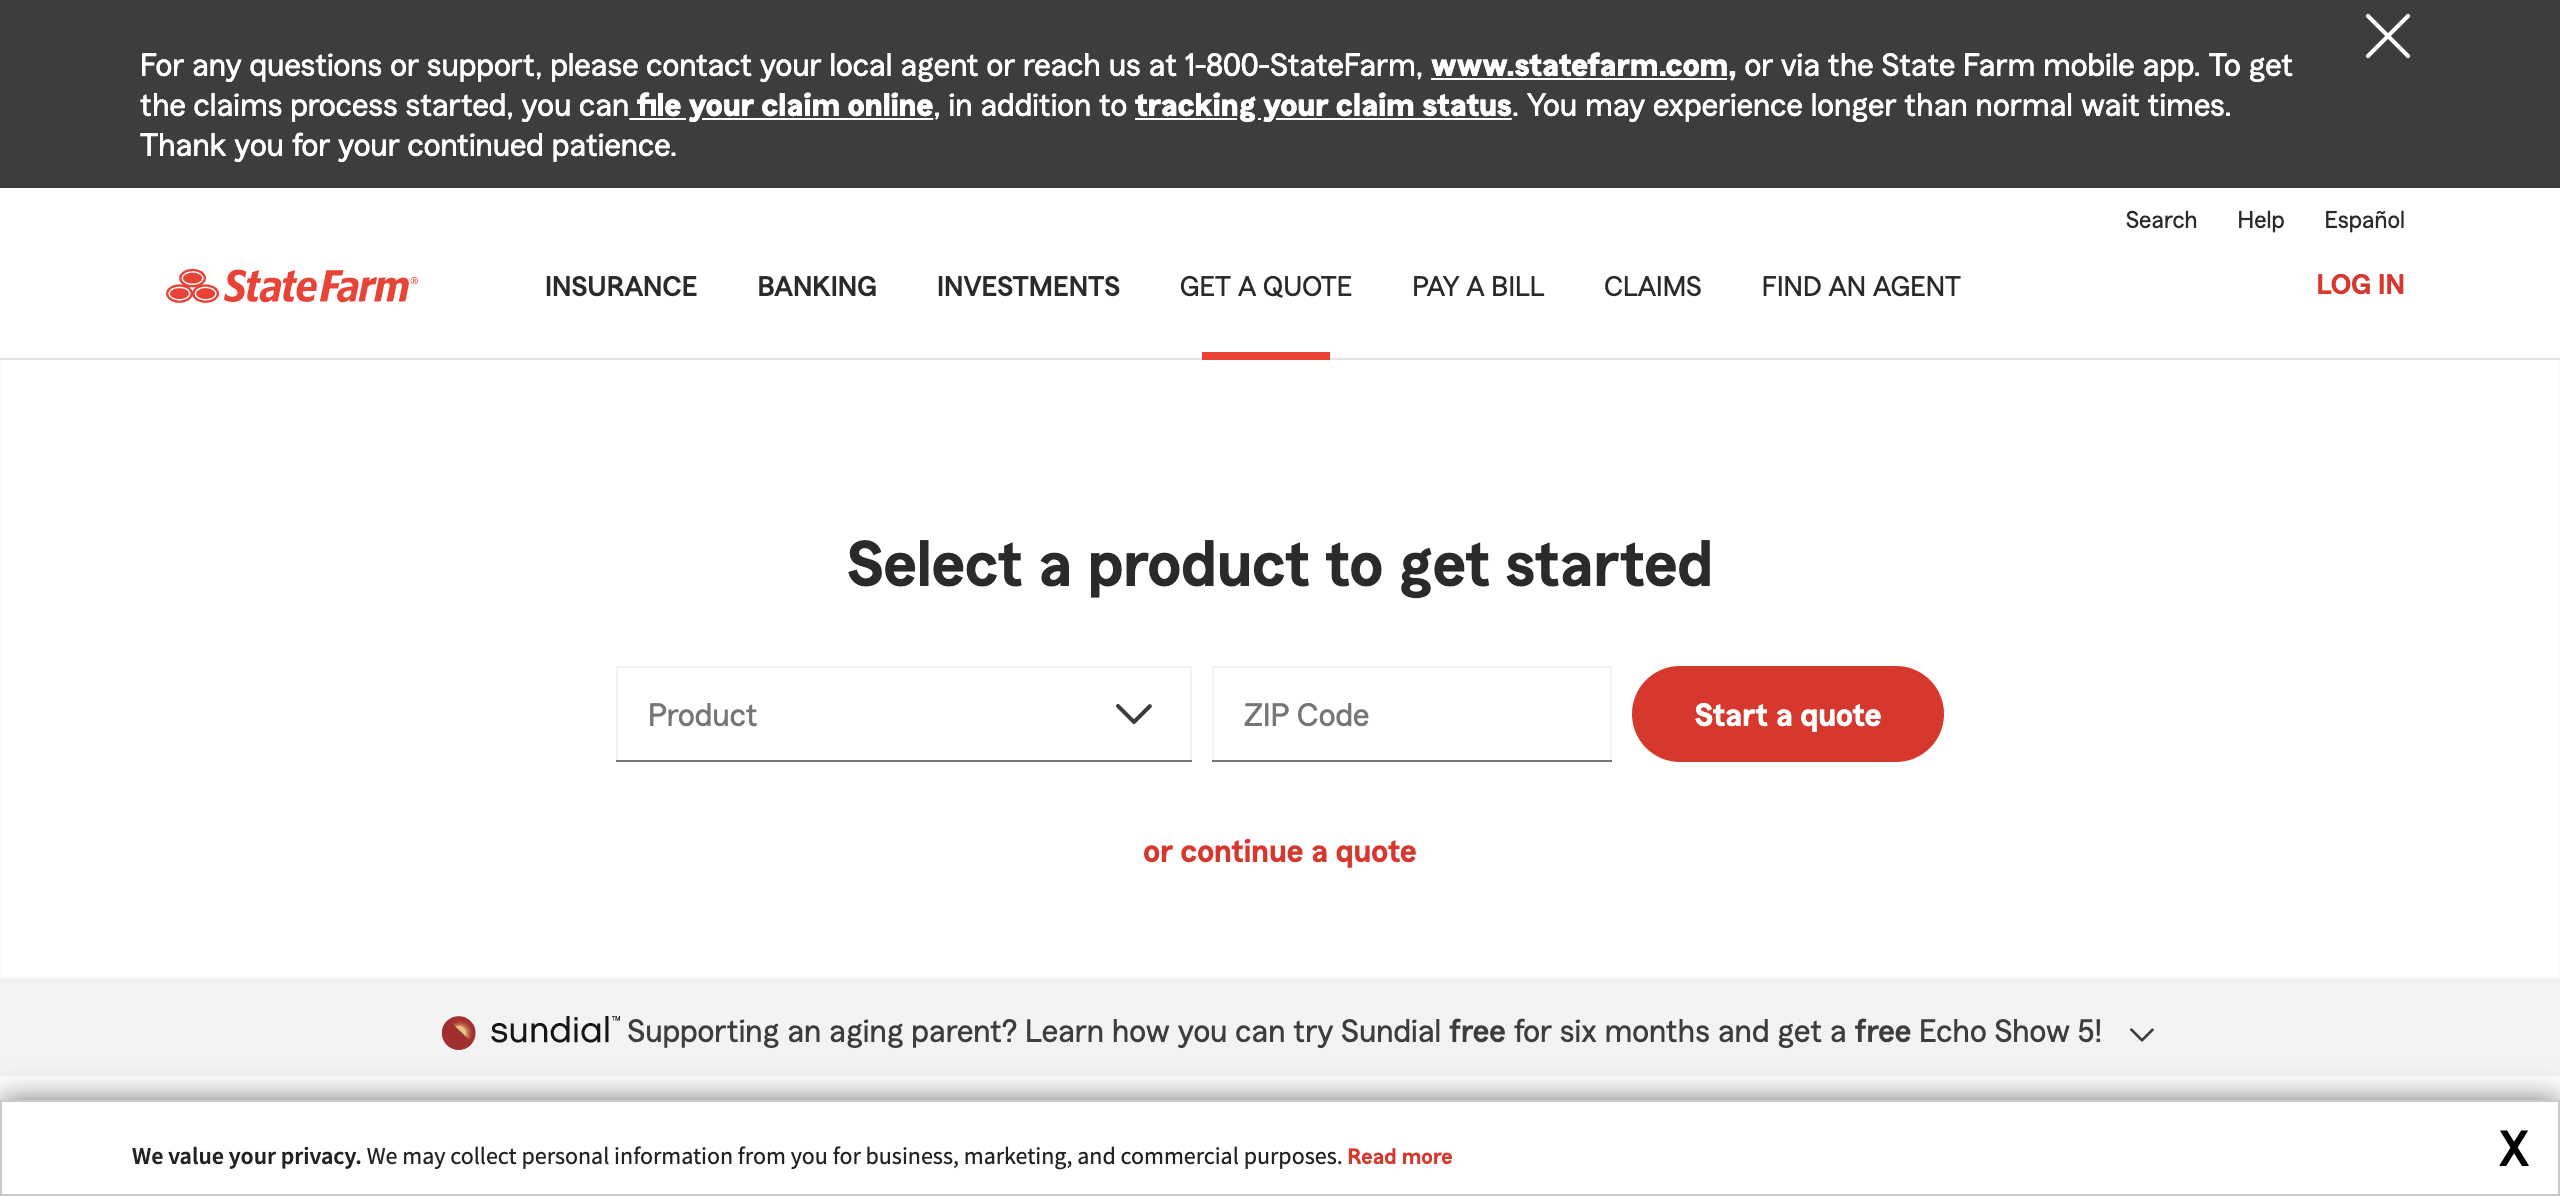 For any questions or support, please contact your local agent or reach us at 1-800-StateFarm, www.statefarm.com, or via the State Farm mobile app. To get
the claims process started, you can file your claim online, in addition to tracking your claim status. You may experience longer than normal wait times.
Thank you for your continued patience.
Search Help Español
StateFarm® INSURANCE BANKING INVESTMENTS GET A QUOTE PAY A BILL CLAIMS FIND AN AGENT LOG IN
Select a product to get started
Product ZIP Code Start a quote
or continue a quote
sundial™ Supporting an aging parent? Learn how you can try Sundial free for six months and get a free Echo Show 5!
We value your privacy. We may collect personal information from you for business, marketing, and commercial purposes. Read more X